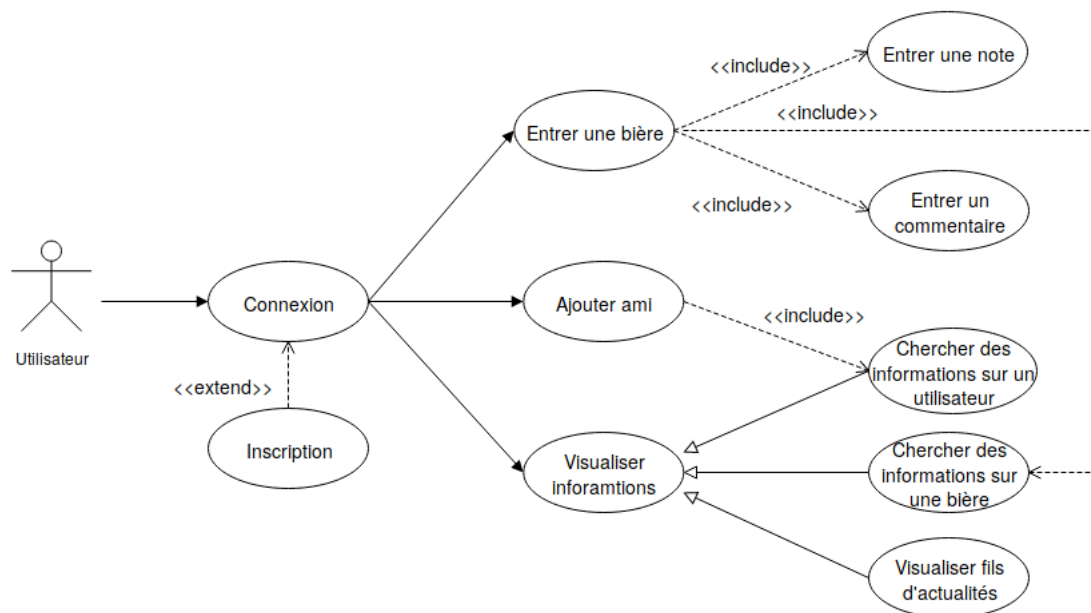 Entrer une note
<<include>>
<<include>>
Entrer une bière
<<include>>
Entrer un
commentaire
Utilisateur
Connexion
Ajouter ami
<<include>>
Chercher des
informations sur un
utilisateur
<<extend>>
Inscription
Visualiser
inforamtions
Chercher des
informations sur
une bière
Visualiser fils
d'actualités